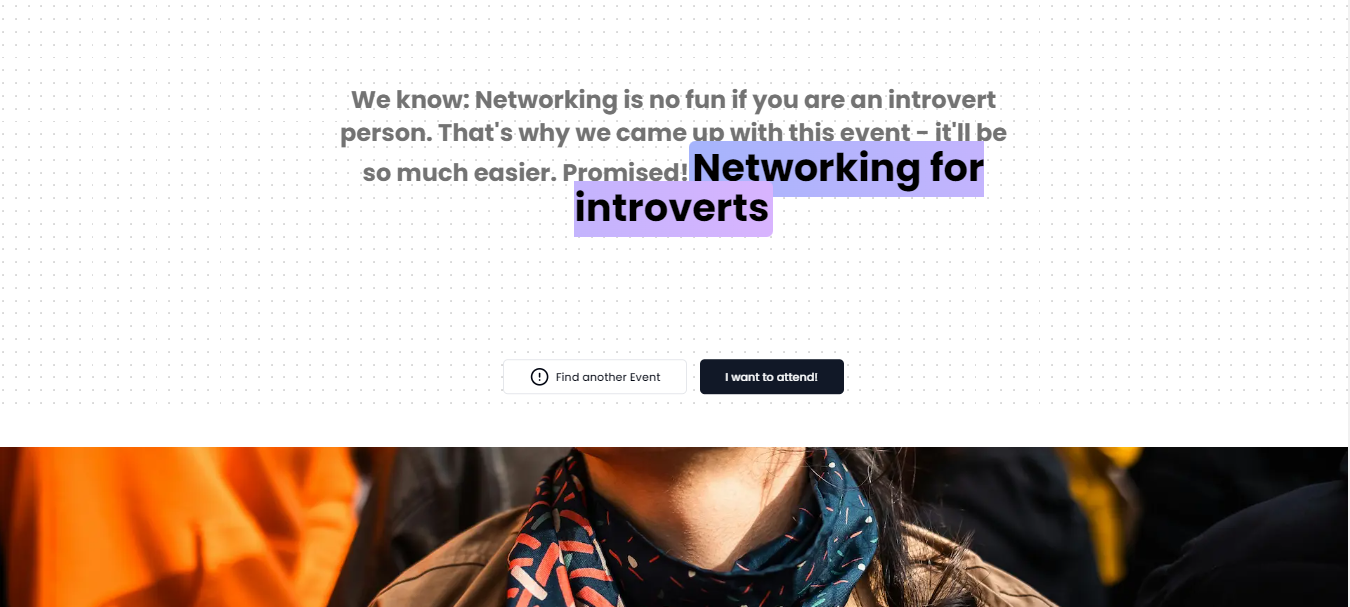 We know: Networking is no fun if you are an introvert
person. That's why we came up with this event - it'll be
so much easier. Promised! Networking for
introverts
Find another Event
I want to attend!